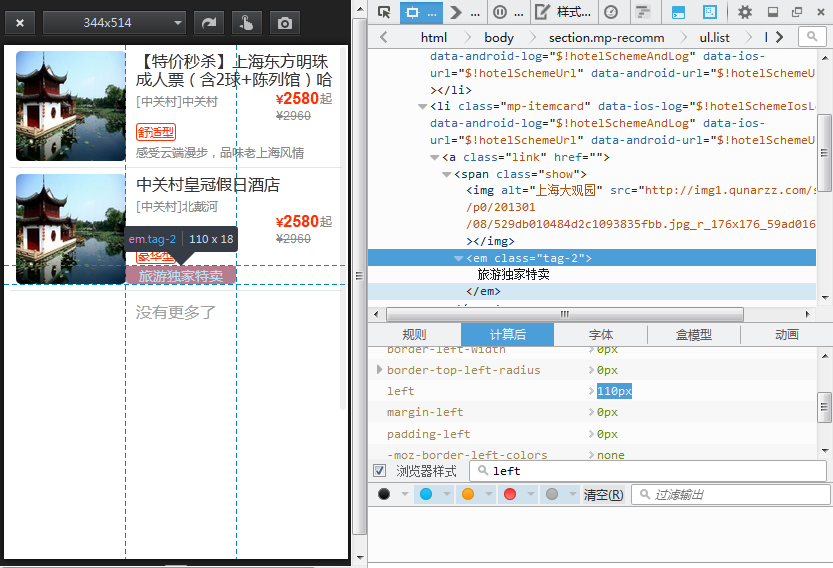 344x514
【特价秒杀】上海东方明珠
成人票（含2球+陈列馆）哈
[中关村]中关村
¥2580起
¥2960
舒适型
感受云端漫步，品味老上海风情
中关村皇冠假日酒店
[中关村]北戴河
¥2580起
¥2960
em.tag-2 110 x 18
豪华型
旅游独家特卖
没有更多了
... ... ... 样式...
html body section.mp-recomm ul.list l
data-android-log="$!hotelSchemeAndLog" data-ios-
url="$!hotelSchemeUrl" data-android-url="$!hotelSchemeU
></li>
<li class="mp-itemcard" data-ios-log="$!hotelSchemeIosL
data-android-log="$!hotelSchemeAndLog" data-ios-
url="$!hotelSchemeUrl" data-android-url="$!hotelSchemeU
<a class="link" href="">
<span class="show">
<img alt="上海大观园" src="http://img1.qunarzz.com/s
/p0/201301
/08/529db010484d2c1093835fbb.jpg_r_176x176_59ad016
></img>
<em class="tag-2">
旅游独家特卖
</em>
规则 计算后 字体 盒模型 动画
border-left-width 0px
border-top-left-radius 0px
left 110px
margin-left 0px
padding-left 0px
-moz-border-left-colors none
浏览器样式 left
清空(R) 过滤输出